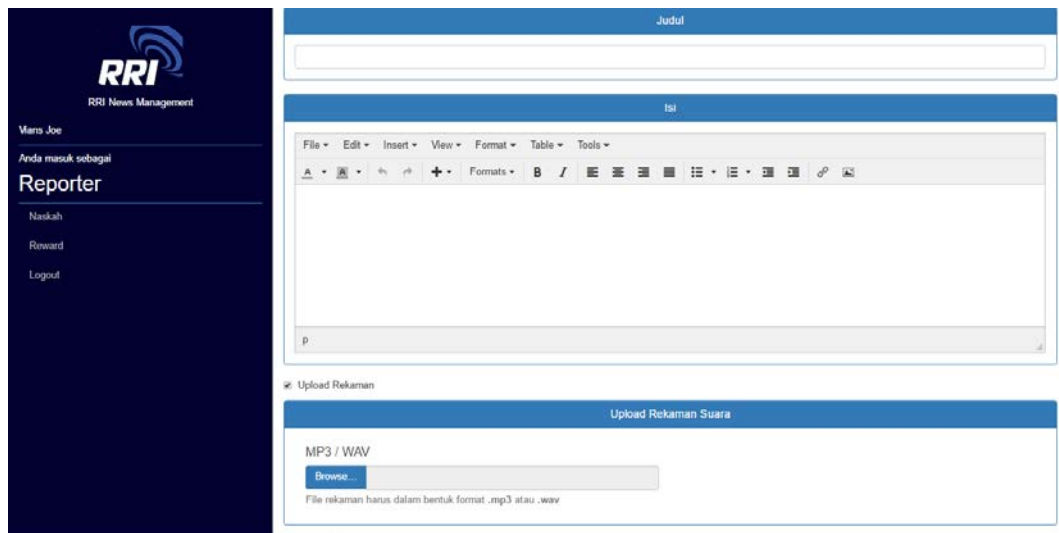 RRI
RRI News Management
Vians Joe
Anda masuk sebagai
Reporter
Naskah
Reward
Logout
Judul
Isi
File Edit Insert View Format Table Tools
A A Formats B I
p
Upload Rekaman
Upload Rekaman Suara
MP3 / WAV
Browse...
File rekaman harus dalam bentuk format .mp3 atau .wav